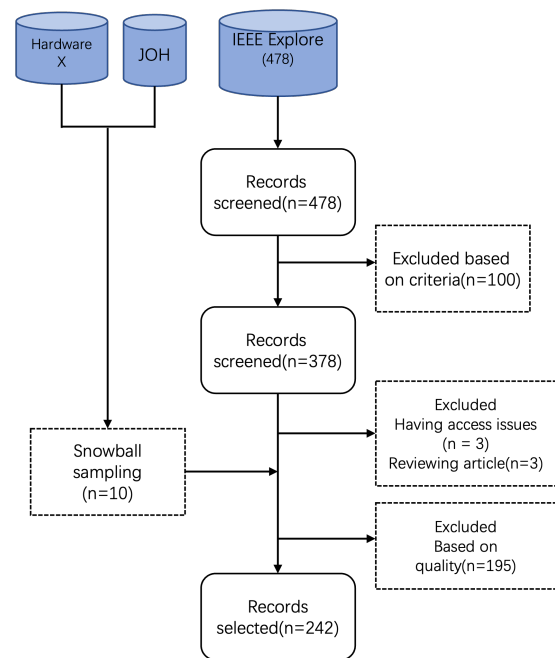 Hardware
X
JOH
IEEE Explore
(478)
Records
screened(n=478)
Excluded based
on criteria(n=100)
Records
screened(n=378)
Excluded
Having access issues
(n = 3)
Reviewing article(n=3)
Snowball
sampling
(n=10)
Excluded
Based on
quality(n=195)
Records
selected(n=242)